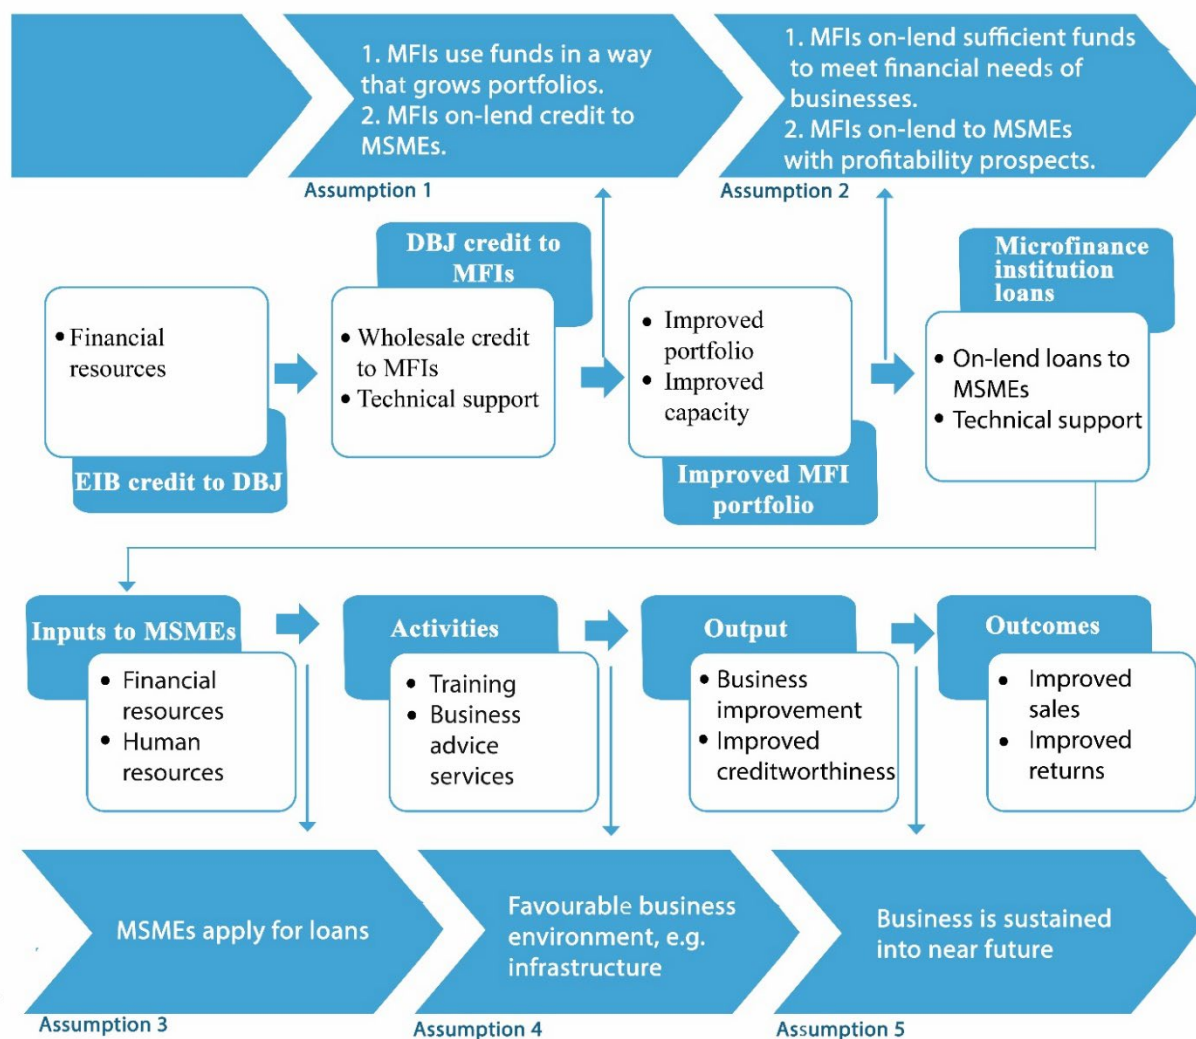 1. MFIs use funds in a way
that grows portfolios.
2. MFIs on-lend credit to
MSMEs.
Assumption 1
1. MFIs on-lend sufficient funds
to meet financial needs of
businesses.
2. MFIs on-lend to MSMEs
with profitability prospects.
Assumption 2
• Financial
resources
EIB credit to DBJ
DBJ credit to
MFIs
• Wholesale credit
to MFIs
• Technical support
• Improved
portfolio
• Improved
capacity
Improved MFI
portfolio
Microfinance
institution
loans
• On-lend loans to
MSMEs
• Technical support
Inputs to MSMEs
• Financial
resources
• Human
resources
Activities
• Training
• Business
advice
services
Output
• Business
improvement
• Improved
creditworthiness
Outcomes
• Improved
sales
• Improved
returns
MSMEs apply for loans
Assumption 3
Favourable business
environment, e.g.
infrastructure
Assumption 4
Business is sustained
into near future
Assumption 5